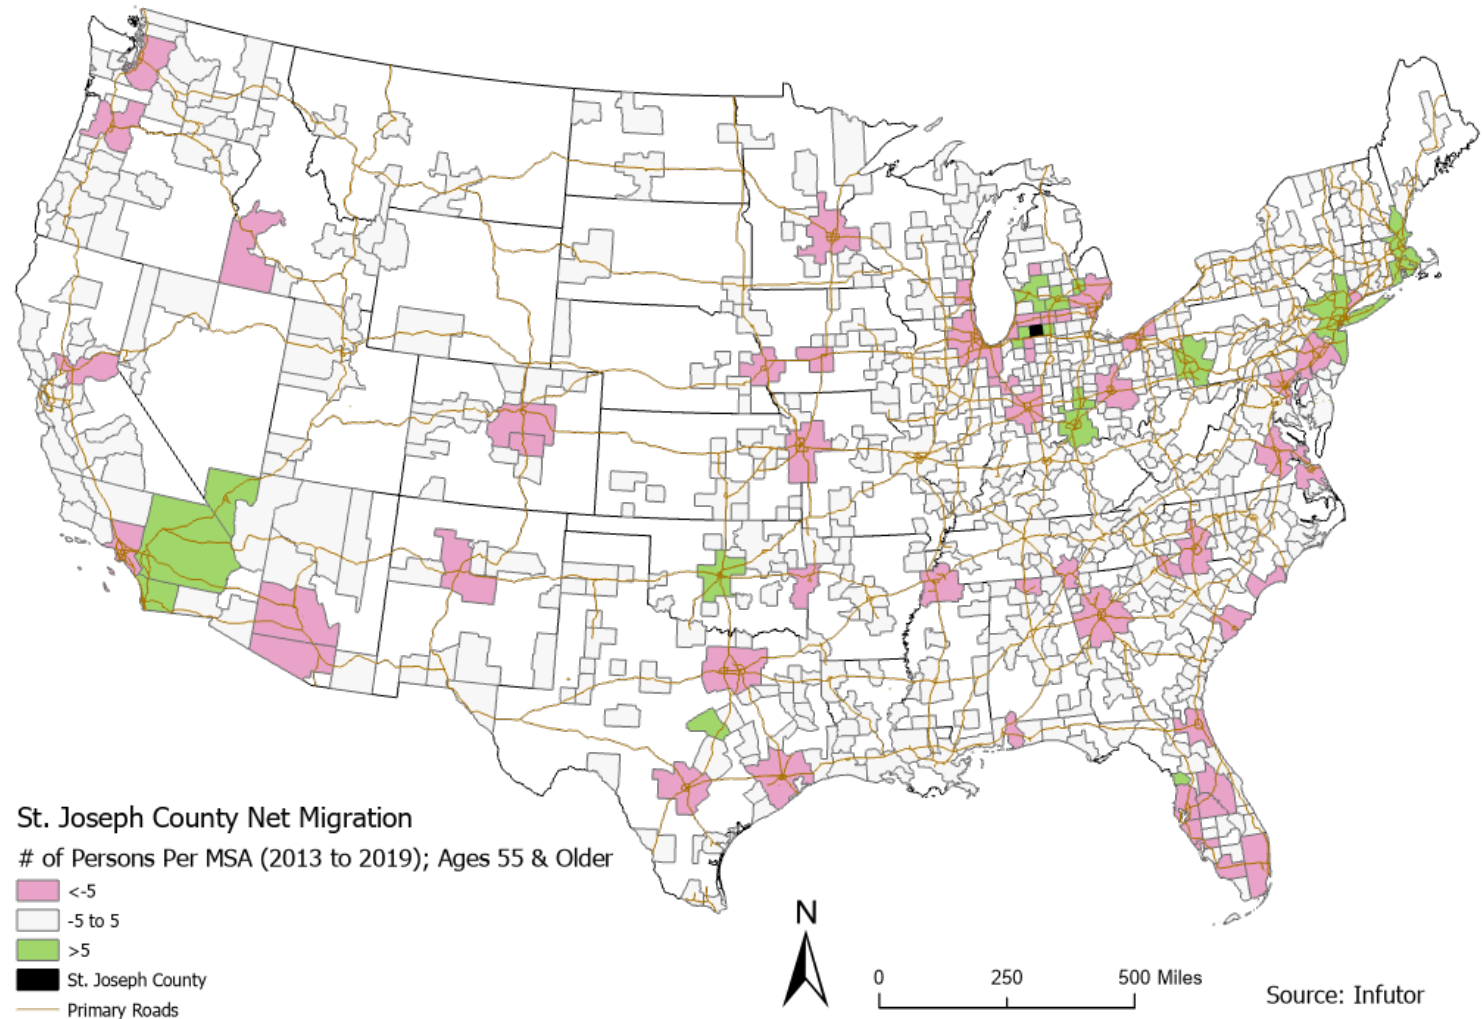 St. Joseph County Net Migration
# of Persons Per MSA (2013 to 2019); Ages 55 & Older
<-5
-5 to 5
>5
St. Joseph County
Primary Roads
N
0 250 500 Miles
Source: Infutor